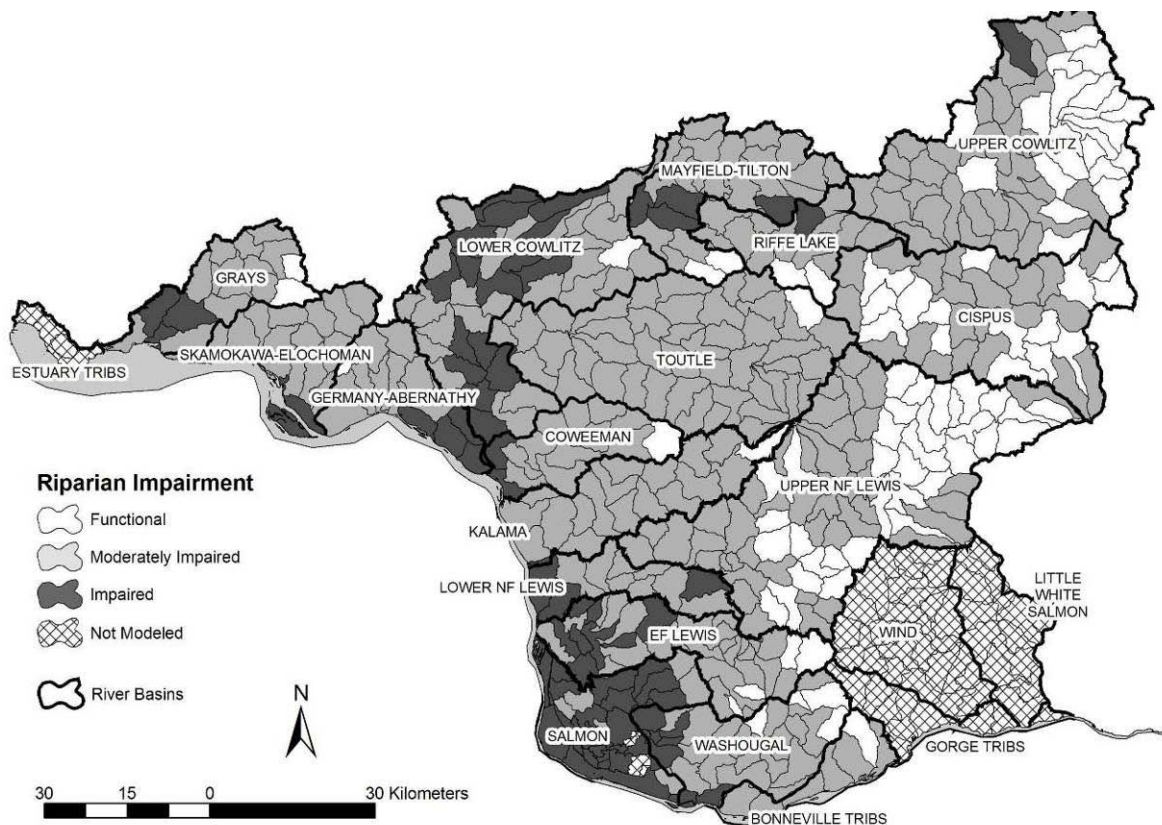 UPPER COWLITZ
MAYFIELD-TILTON
LOWER COWLITZ
RIFFE LAKE
GRAYS
CISPUS
SKAMOKAWA-ELOCHOMAN
TOUTLE
ESTUARY TRIBS
GERMANY-ABERNATHY
COWEEMAN
Riparian Impairment
Functional
Moderately Impaired
Impaired
Not Modeled
River Basins
UPPER NF LEWIS
KALAMA
LOWER NF LEWIS
LITTLE
WHITE
SALMON
EF LEWIS
WIND
N
SALMON
WASHOUGAL
GORGE TRIBS
30 15 0 30 Kilometers
BONNEVILLE TRIBS